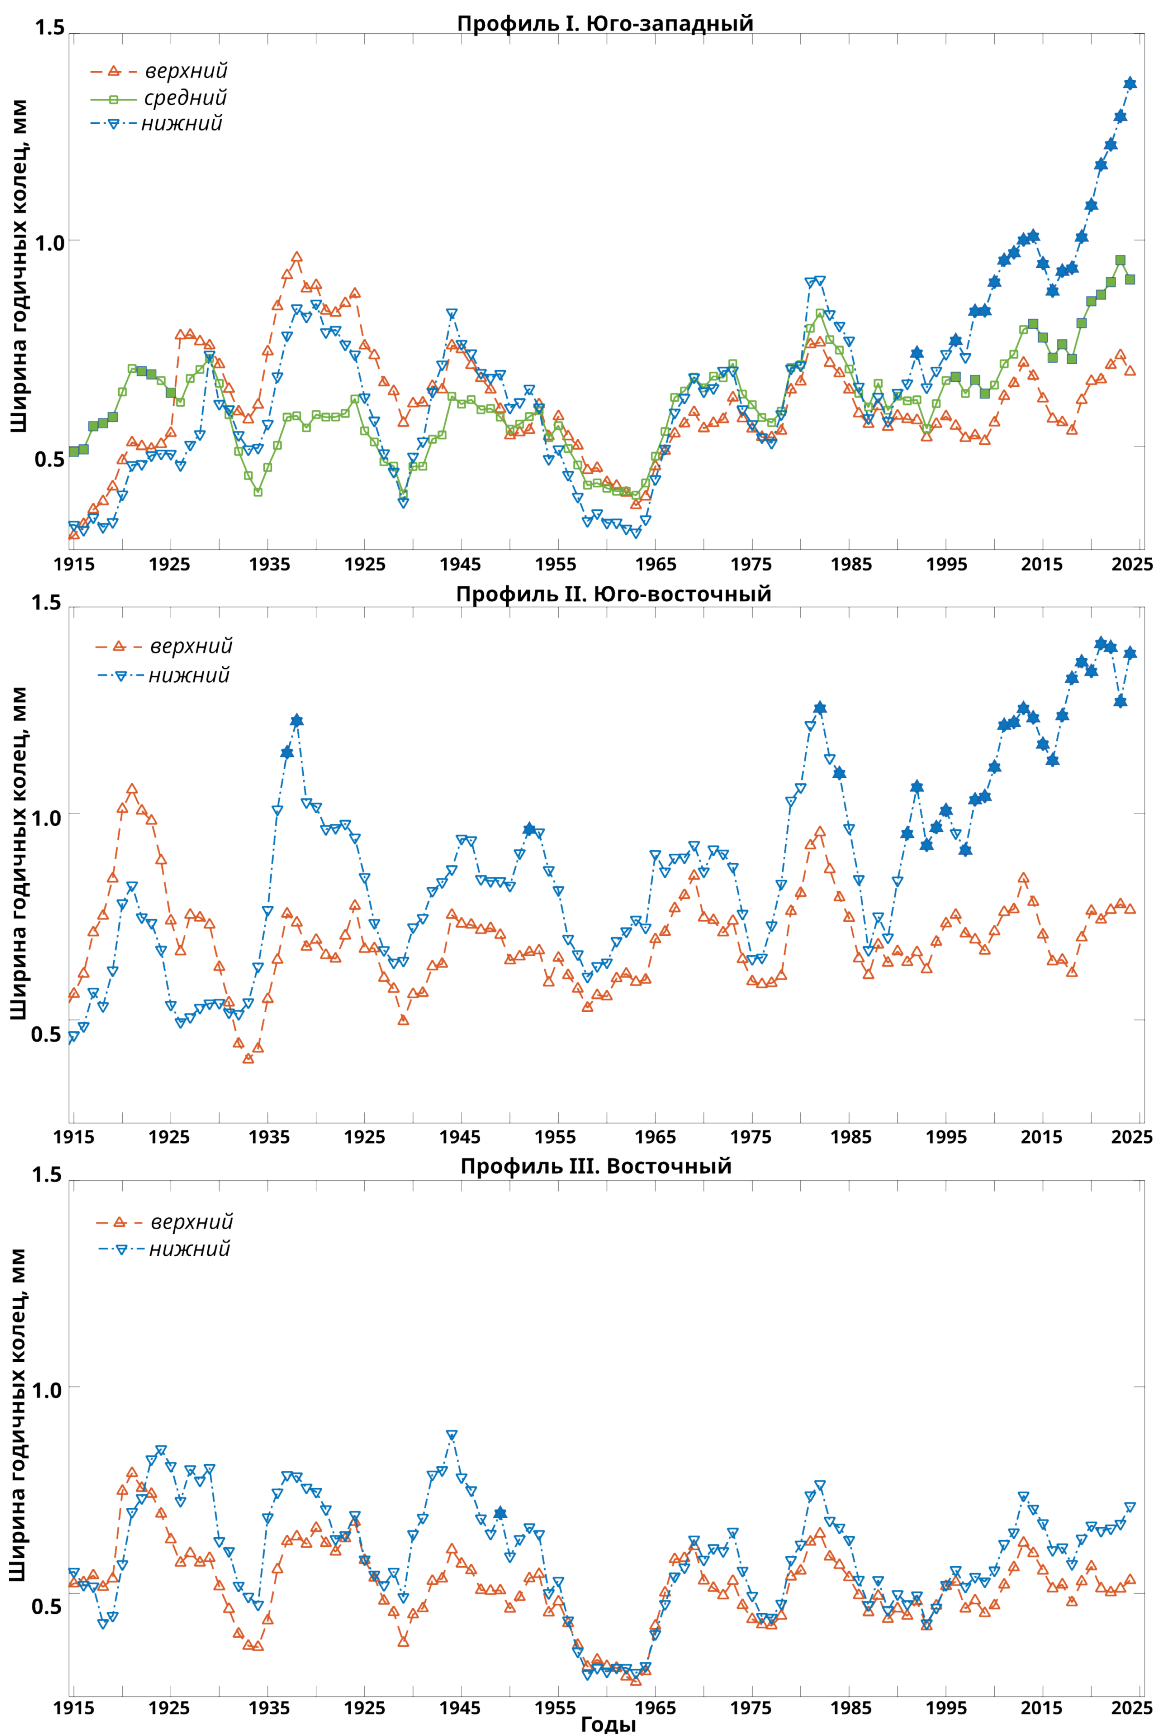 Профиль I. Юго-западный
1.5
верхний
средний
нижний
1.0
0.5
Ширина годичных колец, мм
1915 1925 1935 1925 1945 1955 1965 1975 1985 1995 2015 2025
Профиль II. Юго-восточный
1.5
верхний
нижний
1.0
0.5
Ширина годичных колец, мм
1915 1925 1935 1925 1945 1955 1965 1975 1985 1995 2015 2025
Профиль III. Восточный
1.5
верхний
нижний
1.0
0.5
Ширина годичных колец, мм
1915 1925 1935 1925 1945 1955 1965 1975 1985 1995 2015 2025
Годы